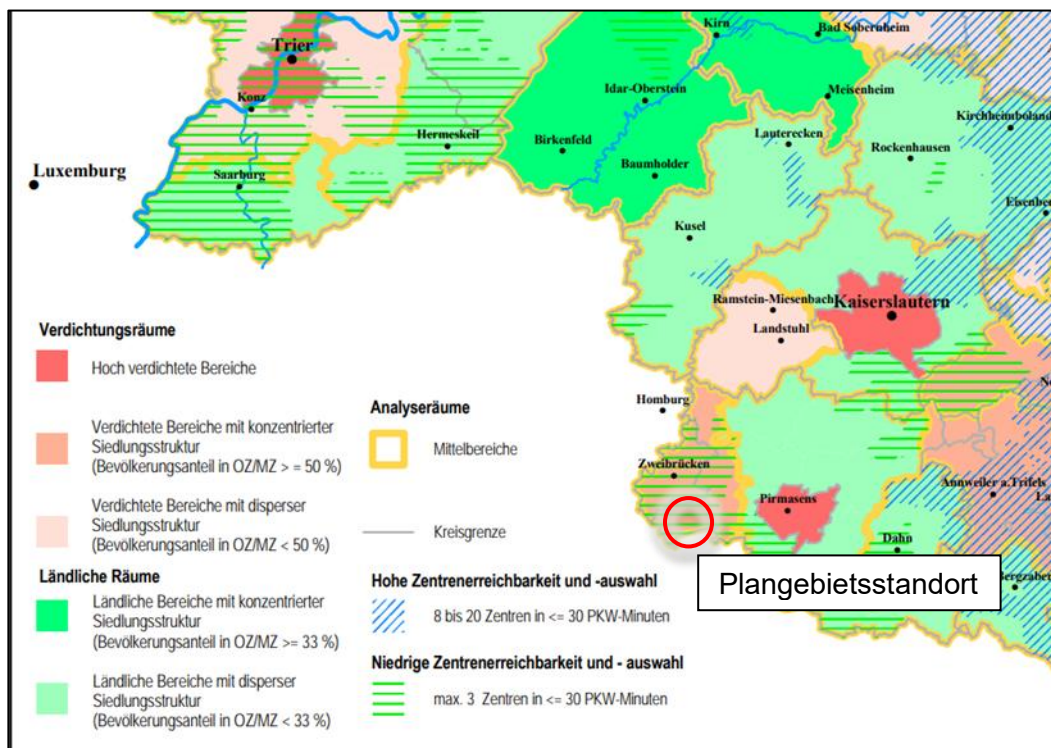 Kirn
Bad Sobernheim
Trier
Idar-Oberstein
Meisenheim
Konz
Kirchheimboland
Hermeskeil
Birkenfeld
Lauterecken
Rockenhausen
Luxemburg
Saarburg
Baumholder
Eisenber
Kusel
Ramstein-Miesenbach
Kaiserslautern
Landstuhl
Homburg
Zweibrücken
Annweiler a.Trifels
La
Pirmasens
Dahn
Bergzaber
Plangebietsstandort
Verdichtungsräume
Hoch verdichtete Bereiche
Verdichtete Bereiche mit konzentrierter
Siedlungsstruktur
(Bevölkerungsanteil in OZ/MZ > = 50 %)
Verdichtete Bereiche mit disperser
Siedlungsstruktur
(Bevölkerungsanteil in OZ/MZ < 50 %)
Ländliche Räume
Ländliche Bereiche mit konzentrierter
Siedlungsstruktur
(Bevölkerungsanteil in OZ/MZ >= 33 %)
Ländliche Bereiche mit disperser
Siedlungsstruktur
(Bevölkerungsanteil in OZ/MZ < 33 %)
Analyseräume
Mittelbereiche
Kreisgrenze
Hohe Zentrenerreichbarkeit und -auswahl
8 bis 20 Zentren in <= 30 PKW-Minuten
Niedrige Zentrenerreichbarkeit und - auswahl
max. 3 Zentren in <= 30 PKW-Minuten